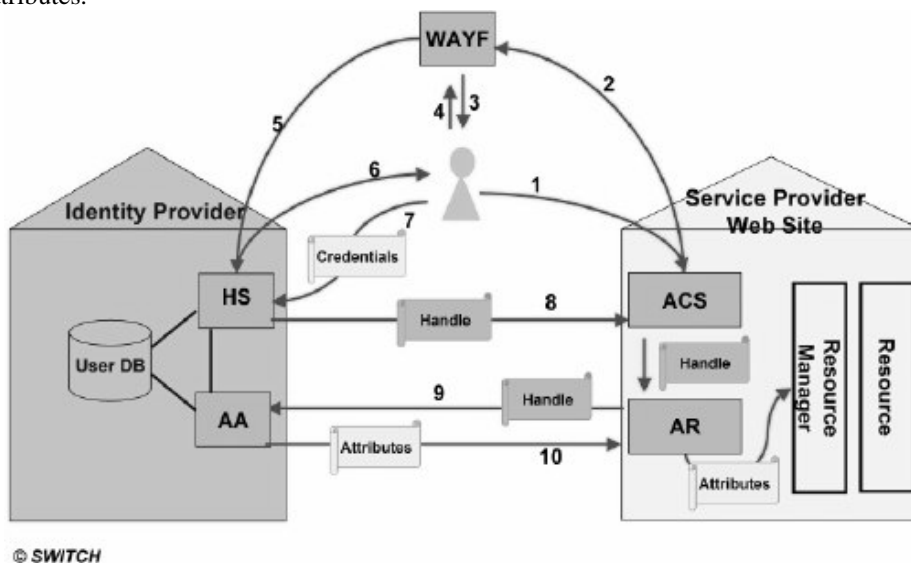 tributes.
WAYF
2
3
4
5
6
1
7
Identity Provider
Service Provider
Web Site
Credentials
HS
ACS
8
Handle
User DB
Handle
Resource
Manager
Resource
9
Handle
AA
AR
Attributes
10
Attributes
© SWITCH